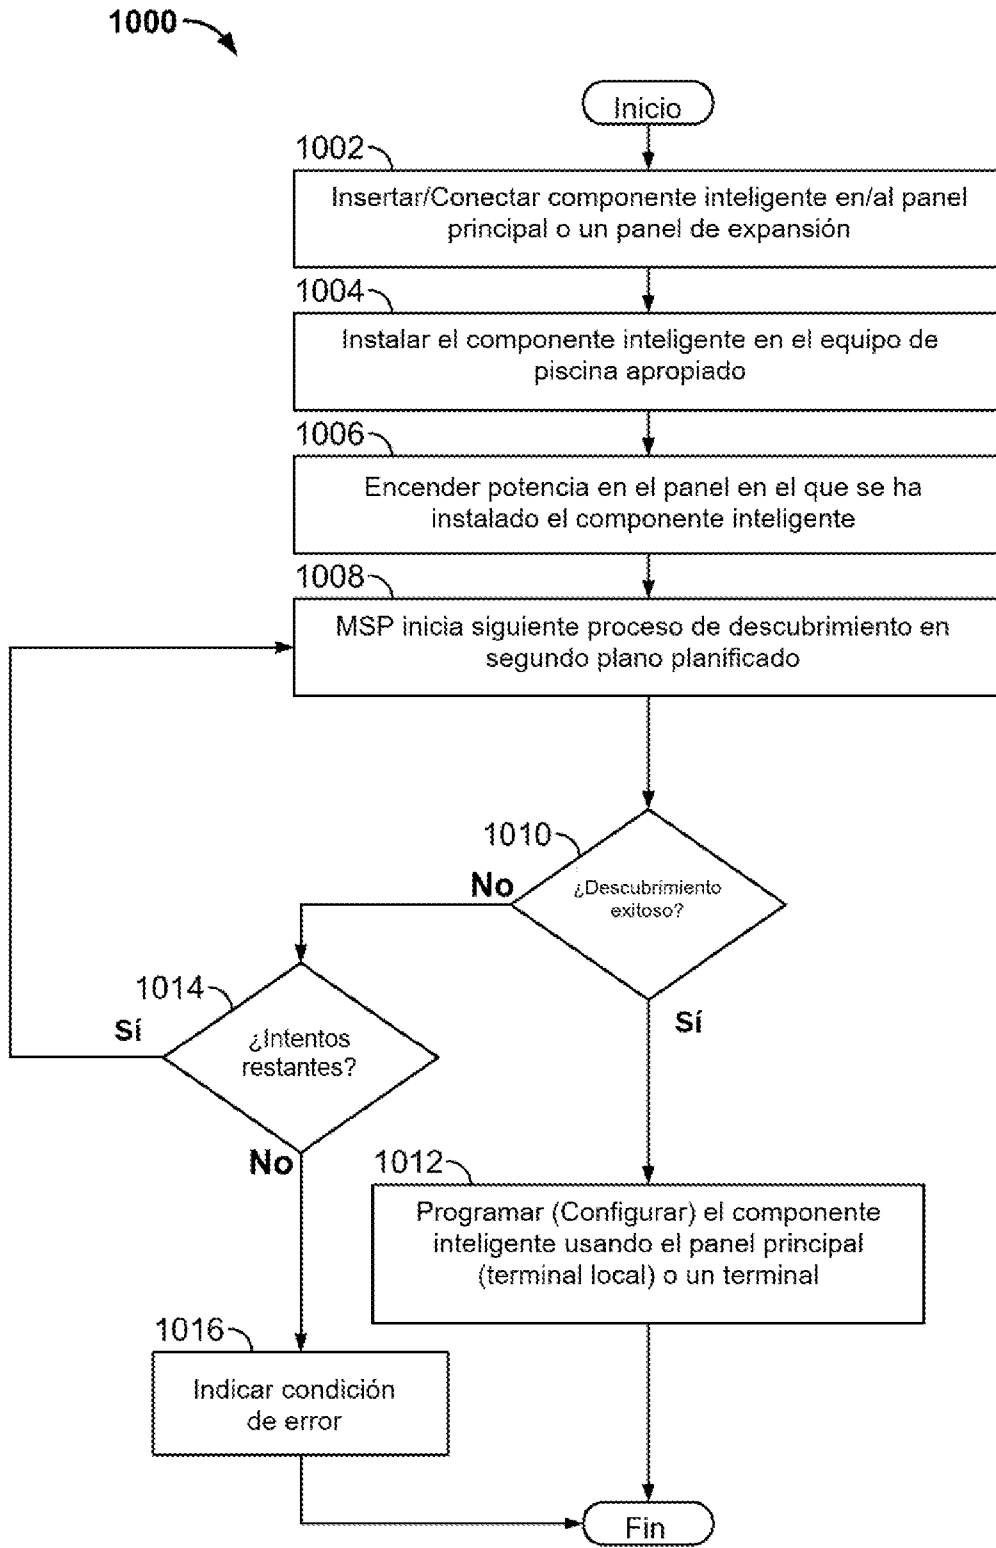 1000
Inicio
1002
Insertar/Conectar componente inteligente en/al panel
principal o un panel de expansión
1004
Instalar el componente inteligente en el equipo de
piscina apropiado
1006
Encender potencia en el panel en el que se ha
instalado el componente inteligente
1008
MSP inicia siguiente proceso de descubrimiento en
segundo plano planificado
1010
¿Descubrimiento
exitoso?
No
Sí
1014
¿Intentos
restantes?
Sí
No
1012
Programar (Configurar) el componente
inteligente usando el panel principal
(terminal local) o un terminal
1016
Indicar condición
de error
Fin